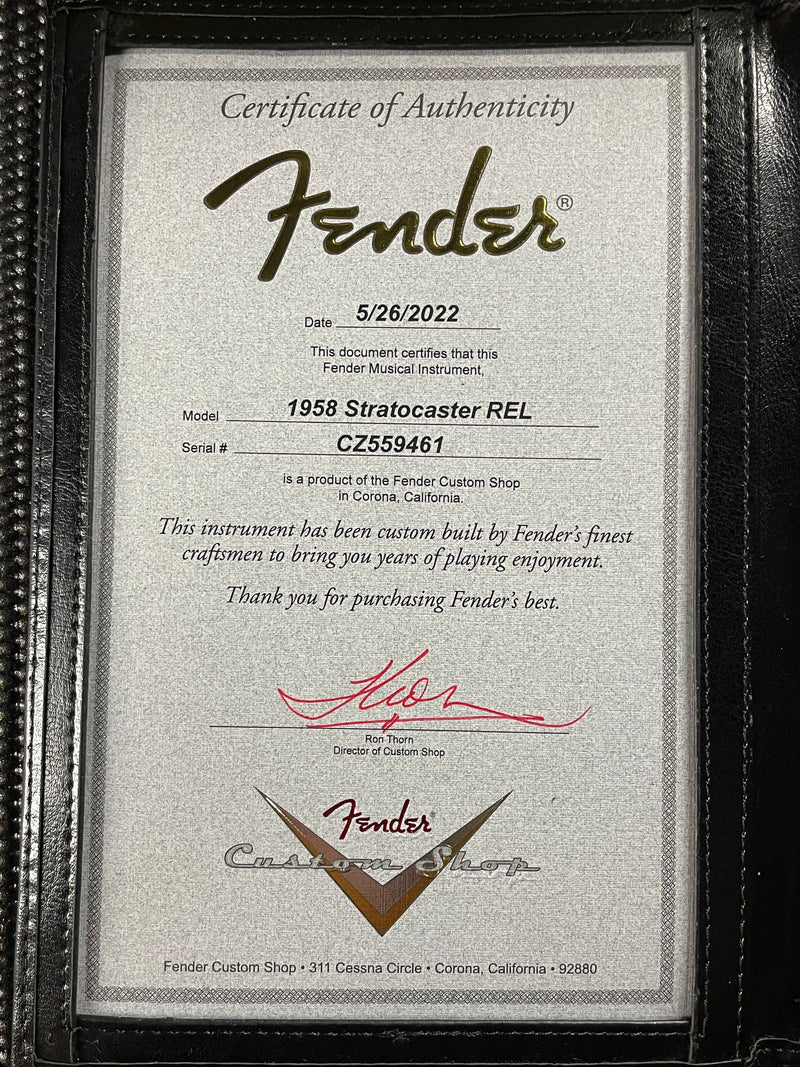 Certificate of Authenticity
Fender®
Date 5/26/2022
This document certifies that this
Fender Musical Instrument,
Model 1958 Stratocaster REL
Serial # CZ559461
is a product of the Fender Custom Shop
in Corona, California.
This instrument has been custom built by Fender's finest
craftsmen to bring you years of playing enjoyment.
Thank you for purchasing Fender's best.
Ron Thorn
Director of Custom Shop
Fender®
Custom Shop
Fender Custom Shop • 311 Cessna Circle • Corona, California • 92880